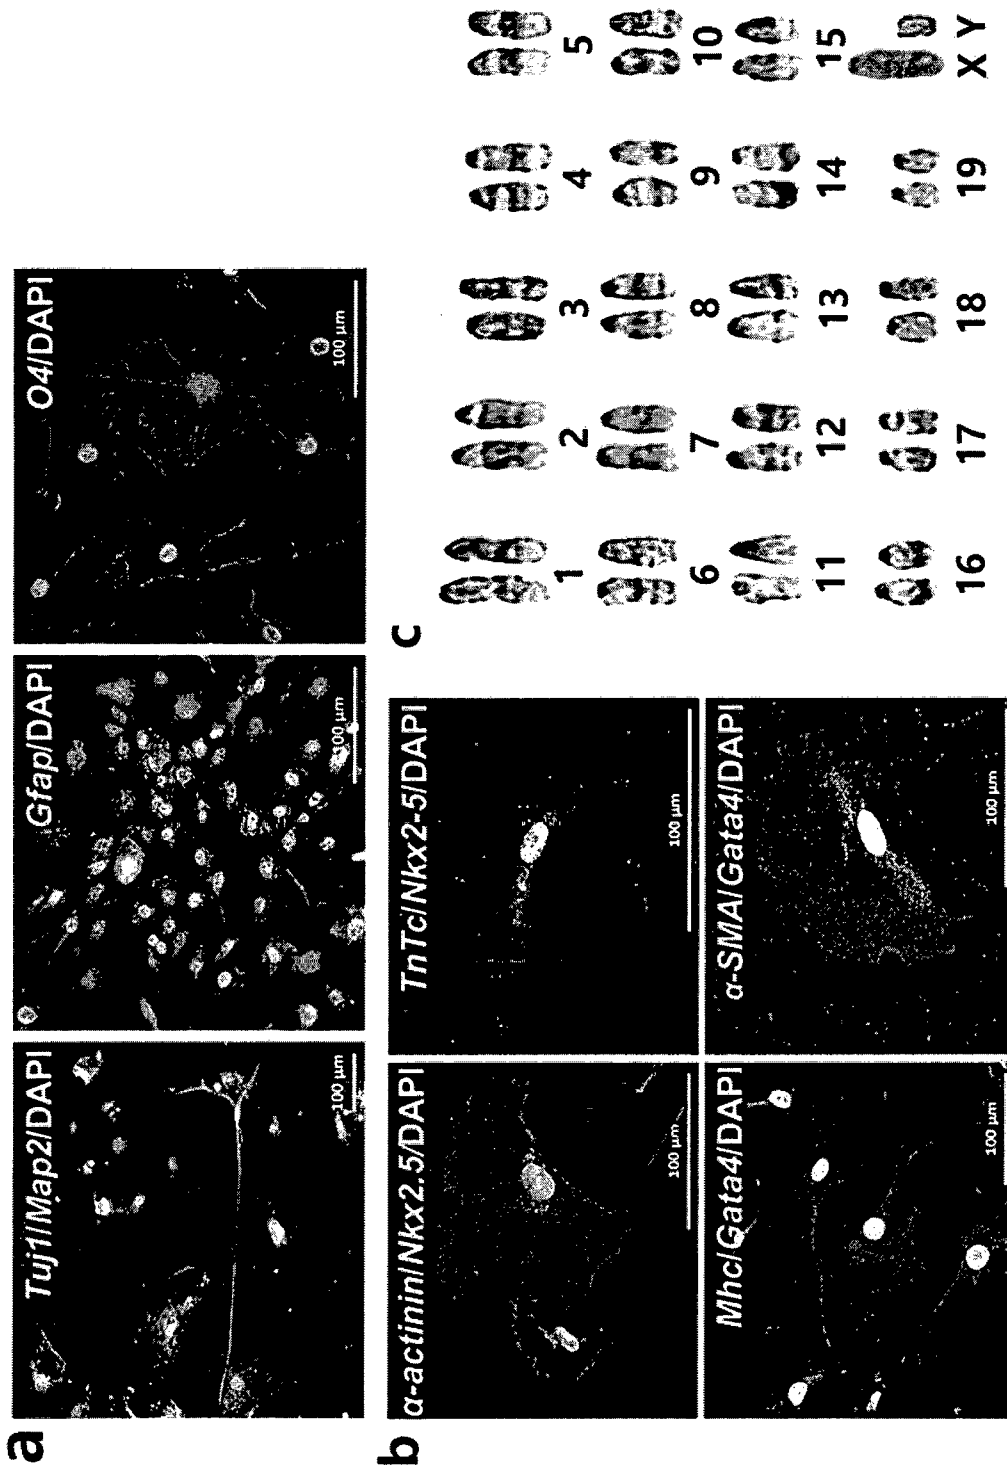 a
Tuj1/Map2/DAPI
100 μm
Gfap/DAPI
100 μm
O4/DAPI
100 μm
b
α-actinin/Nkx2.5/DAPI
100 μm
TnTc/Nkx2-5/DAPI
100 μm
Mhc/Gata4/DAPI
100 μm
α-SMA/Gata4/DAPI
100 μm
c
1 2 3 4 5
6 7 8 9 10
11 12 13 14 15
16 17 18 19 X Y